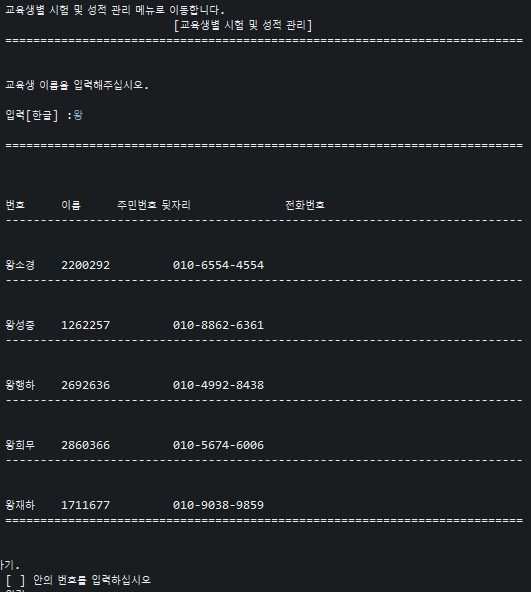 교육생별 시험 및 성적 관리 메뉴로 이동합니다.
[교육생별 시험 및 성적 관리]
==========================================================================
교육생 이름을 입력해주십시오.
입력[한글] :왕
==========================================================================
번호 이름 주민번호 뒷자리 전화번호
--------------------------------------------------------------------------
왕소경 2200292 010-6554-4554
--------------------------------------------------------------------------
왕성중 1262257 010-8862-6361
--------------------------------------------------------------------------
왕행하 2692636 010-4992-8438
--------------------------------------------------------------------------
왕희무 2860366 010-5674-6006
--------------------------------------------------------------------------
왕재하 1711677 010-9038-9859
==========================================================================
가기.
[ ] 안의 번호를 입력하십시오